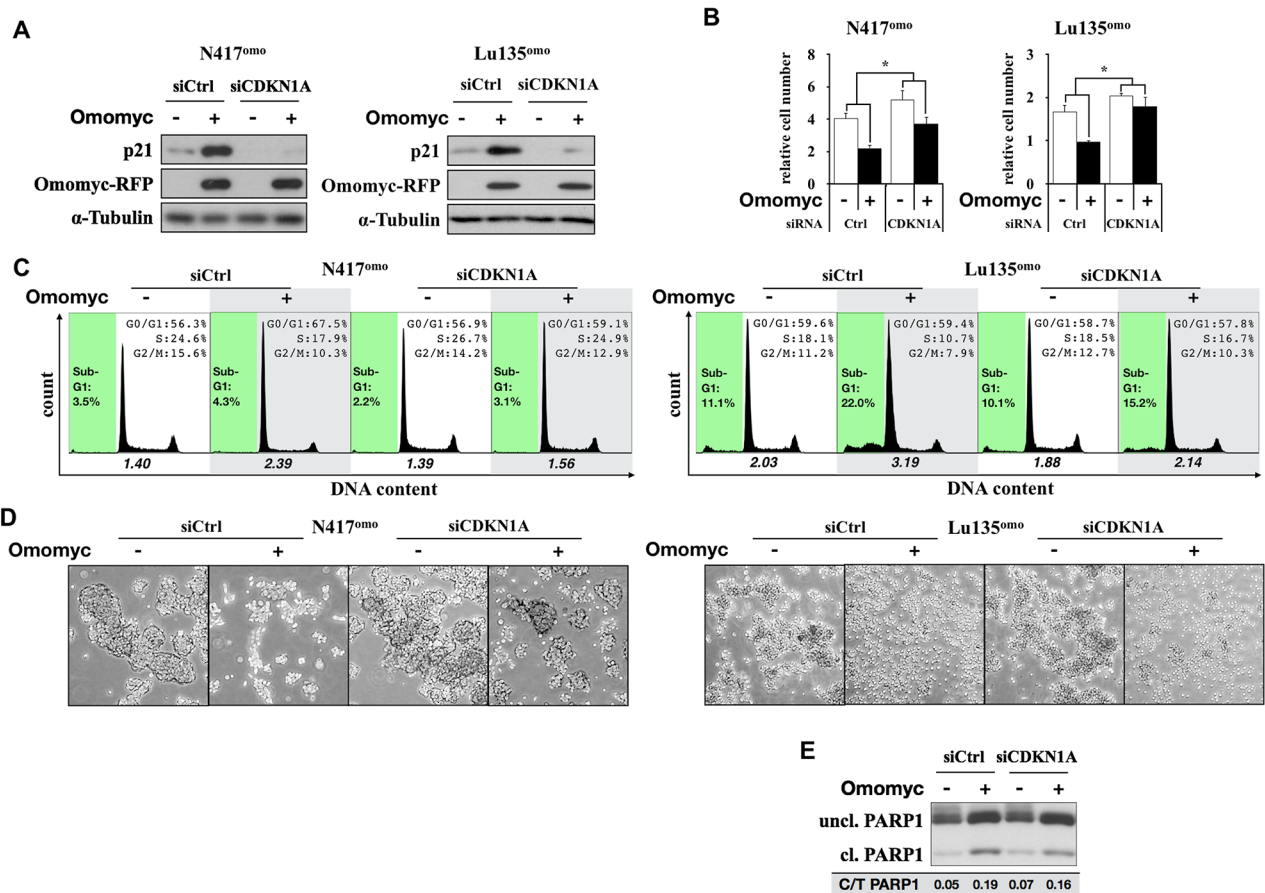 A
N417omo
siCtrl siCDKN1A
Omomyc - + - +
p21
Omomyc-RFP
α-Tubulin
Lu135omo
siCtrl siCDKN1A
Omomyc - + - +
p21
Omomyc-RFP
α-Tubulin
B
N417omo
relative cell number
8
6
4
2
0
*
Omomyc - + - +
siRNA Ctrl CDKN1A
Lu135omo
relative cell number
3
2
1
0
*
Omomyc - + - +
siRNA Ctrl CDKN1A
C
siCtrl N417omo siCDKN1A
Omomyc - + - +
count
G0/G1:56.3%
S:24.6%
G2/M:15.6%
Sub-
G1:
3.5%
G0/G1:67.5%
S:17.9%
G2/M:10.3%
Sub-
G1:
4.3%
G0/G1:56.9%
S:26.7%
G2/M:14.2%
Sub-
G1:
2.2%
G0/G1:59.1%
S:24.9%
G2/M:12.9%
Sub-
G1:
3.1%
1.40 2.39 1.39 1.56
DNA content
siCtrl Lu135omo siCDKN1A
Omomyc - + - +
count
G0/G1:59.6%
S:18.1%
G2/M:11.2%
Sub-
G1:
11.1%
G0/G1:59.4%
S:10.7%
G2/M:7.9%
Sub-
G1:
22.0%
G0/G1:58.7%
S:18.5%
G2/M:12.7%
Sub-
G1:
10.1%
G0/G1:57.8%
S:16.7%
G2/M:10.3%
Sub-
G1:
15.2%
2.03 3.19 1.88 2.14
DNA content
D
siCtrl N417omo siCDKN1A
Omomyc - + - +
siCtrl Lu135omo siCDKN1A
Omomyc - + - +
E
siCtrl siCDKN1A
Omomyc - + - +
uncl. PARP1
cl. PARP1
C/T PARP1 0.05 0.19 0.07 0.16